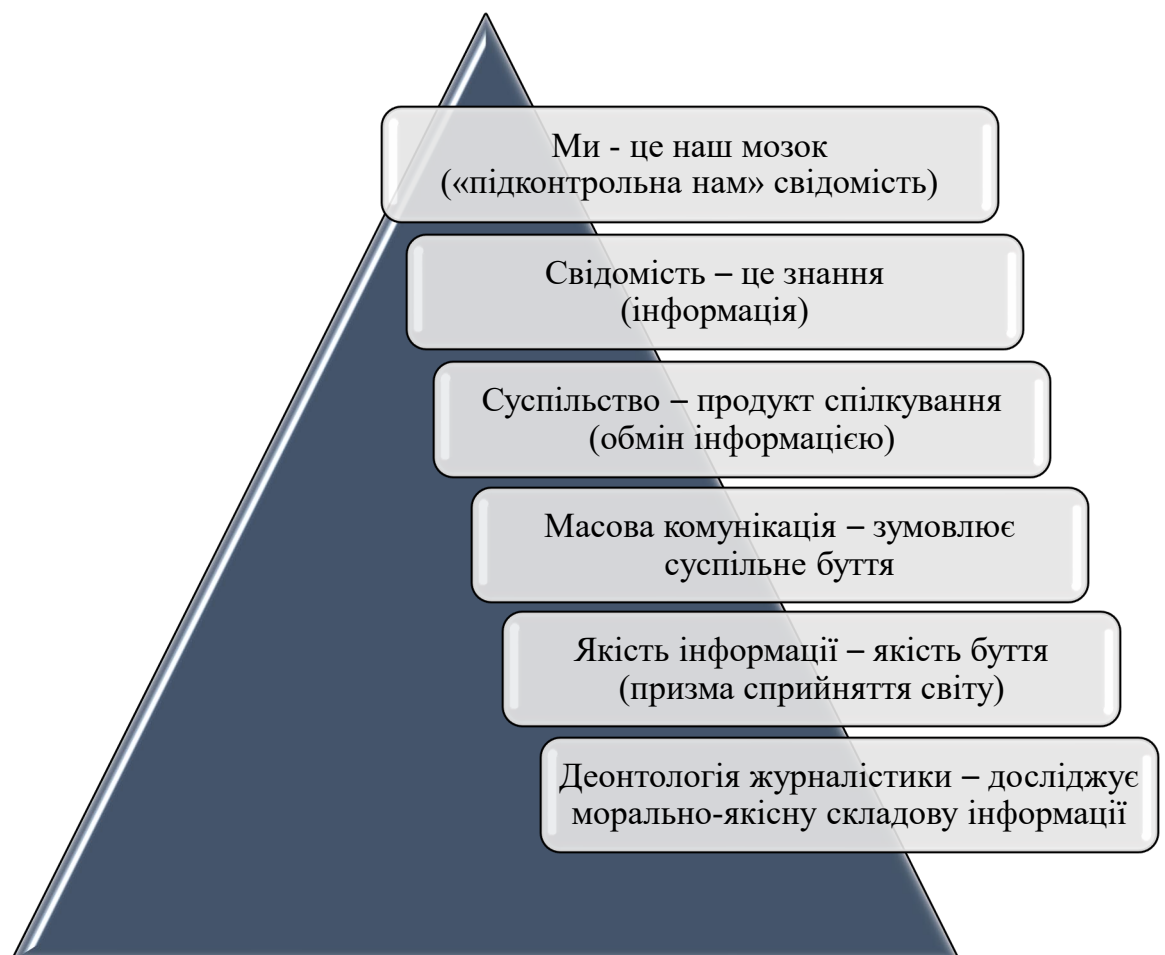 Ми - це наш мозок
(«підконтрольна нам» свідомість)
Свідомість – це знання
(інформація)
Суспільство – продукт спілкування
(обмін інформацією)
Масова комунікація – зумовлює
суспільне буття
Якість інформації – якість буття
(призма сприйняття світу)
Деонтологія журналістики – досліджує
морально-якісну складову інформації